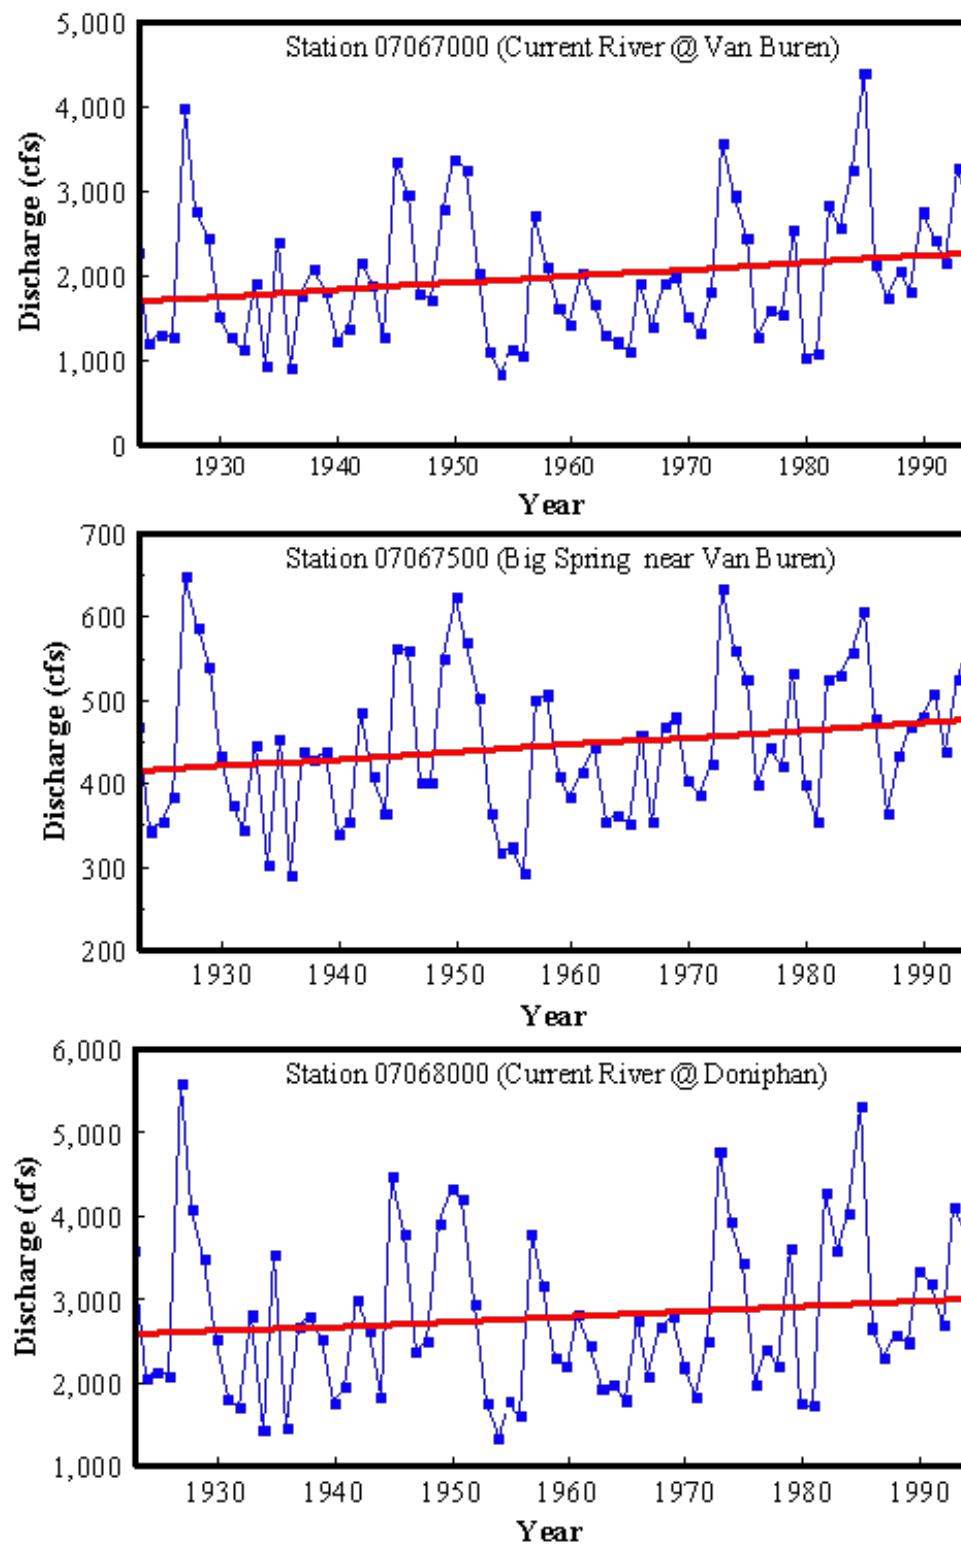 5,000
Station 07067000 (Current River @ Van Buren)
4,000
3,000
Discharge (cfs)
2,000
1,000
0
1930 1940 1950 1960 1970 1980 1990
Year
700
Station 07067500 (Big Spring near Van Buren)
600
500
Discharge (cfs)
400
300
200
1930 1940 1950 1960 1970 1980 1990
Year
6,000
Station 07068000 (Current River @ Doniphan)
5,000
4,000
Discharge (cfs)
3,000
2,000
1,000
1930 1940 1950 1960 1970 1980 1990
Year